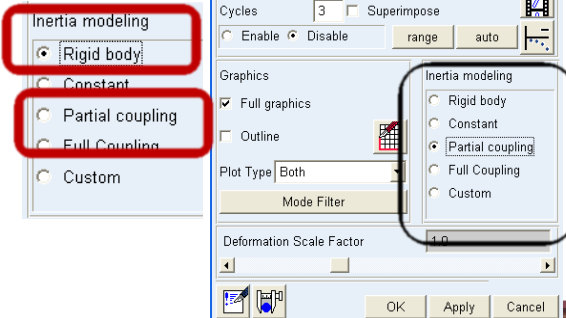 Inertia modeling
Rigid body
Constant
Partial coupling
Full Coupling
Custom
Cycles 3 Superimpose
Enable Disable range auto
Graphics
Full graphics
Outline
Plot Type Both
Mode Filter
Inertia modeling
Rigid body
Constant
Partial coupling
Full Coupling
Custom
Deformation Scale Factor 1.0
OK Apply Cancel